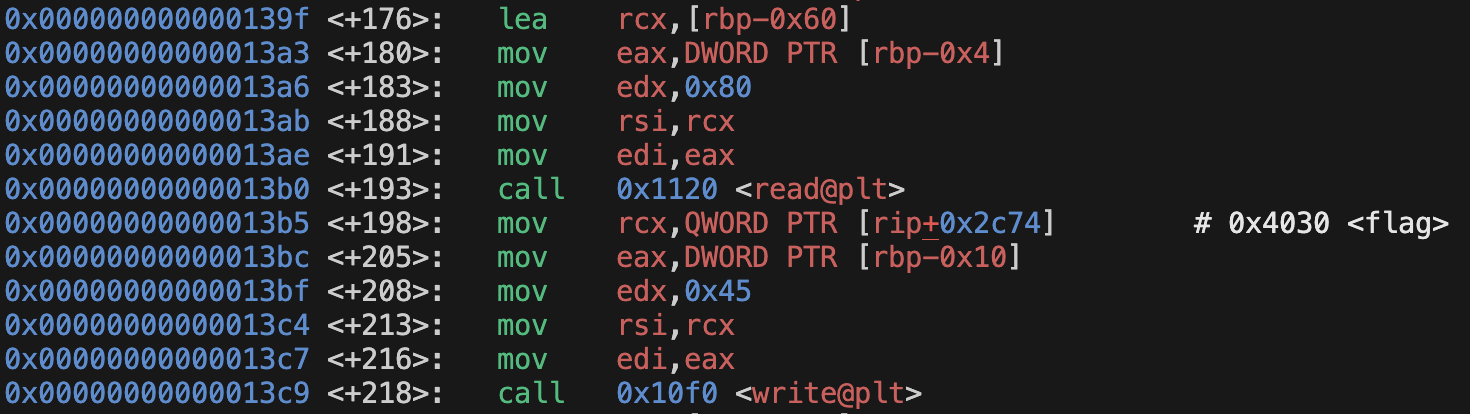 0x000000000000139f <+176>: lea rcx,[rbp-0x60]
0x00000000000013a3 <+180>: mov eax,DWORD PTR [rbp-0x4]
0x00000000000013a6 <+183>: mov edx,0x80
0x00000000000013ab <+188>: mov rsi,rcx
0x00000000000013ae <+191>: mov edi,eax
0x00000000000013b0 <+193>: call 0x1120 <read@plt>
0x00000000000013b5 <+198>: mov rcx,QWORD PTR [rip+0x2c74] # 0x4030 <flag>
0x00000000000013bc <+205>: mov eax,DWORD PTR [rbp-0x10]
0x00000000000013bf <+208>: mov edx,0x45
0x00000000000013c4 <+213>: mov rsi,rcx
0x00000000000013c7 <+216>: mov edi,eax
0x00000000000013c9 <+218>: call 0x10f0 <write@plt>